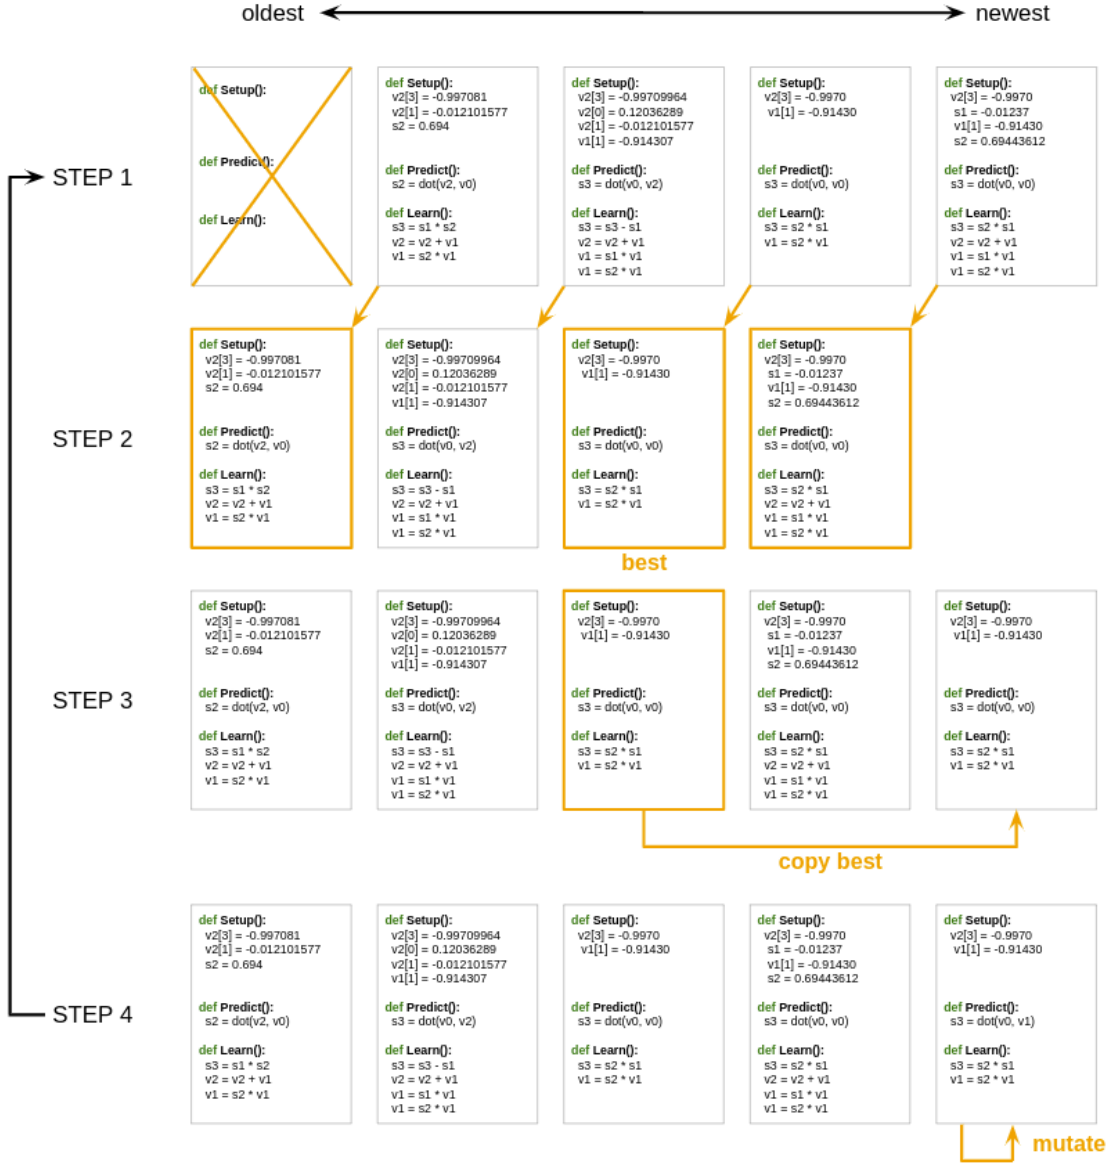 oldest newest
STEP 1
def Setup():
def Predict():
def Learn():
def Setup():
v2[3] = -0.997081
v2[1] = -0.012101577
s2 = 0.694
def Predict():
s2 = dot(v2, v0)
def Learn():
s3 = s1 * s2
v2 = v2 + v1
v1 = s2 * v1
def Setup():
v2[3] = -0.99709964
v2[0] = 0.12036289
v2[1] = -0.012101577
v1[1] = -0.914307
def Predict():
s3 = dot(v0, v2)
def Learn():
s3 = s3 - s1
v2 = v2 + v1
v1 = s1 * v1
v1 = s2 * v1
def Setup():
v2[3] = -0.9970
v1[1] = -0.91430
def Predict():
s3 = dot(v0, v0)
def Learn():
s3 = s2 * s1
v1 = s2 * v1
def Setup():
v2[3] = -0.9970
s1 = -0.01237
v1[1] = -0.91430
s2 = 0.69443612
def Predict():
s3 = dot(v0, v0)
def Learn():
s3 = s2 * s1
v2 = v2 + v1
v1 = s1 * v1
v1 = s2 * v1
STEP 2
def Setup():
v2[3] = -0.997081
v2[1] = -0.012101577
s2 = 0.694
def Predict():
s2 = dot(v2, v0)
def Learn():
s3 = s1 * s2
v2 = v2 + v1
v1 = s2 * v1
def Setup():
v2[3] = -0.99709964
v2[0] = 0.12036289
v2[1] = -0.012101577
v1[1] = -0.914307
def Predict():
s3 = dot(v0, v2)
def Learn():
s3 = s3 - s1
v2 = v2 + v1
v1 = s1 * v1
v1 = s2 * v1
def Setup():
v2[3] = -0.9970
v1[1] = -0.91430
def Predict():
s3 = dot(v0, v0)
def Learn():
s3 = s2 * s1
v1 = s2 * v1
best
def Setup():
v2[3] = -0.9970
s1 = -0.01237
v1[1] = -0.91430
s2 = 0.69443612
def Predict():
s3 = dot(v0, v0)
def Learn():
s3 = s2 * s1
v2 = v2 + v1
v1 = s1 * v1
v1 = s2 * v1
STEP 3
def Setup():
v2[3] = -0.997081
v2[1] = -0.012101577
s2 = 0.694
def Predict():
s2 = dot(v2, v0)
def Learn():
s3 = s1 * s2
v2 = v2 + v1
v1 = s2 * v1
def Setup():
v2[3] = -0.99709964
v2[0] = 0.12036289
v2[1] = -0.012101577
v1[1] = -0.914307
def Predict():
s3 = dot(v0, v2)
def Learn():
s3 = s3 - s1
v2 = v2 + v1
v1 = s1 * v1
v1 = s2 * v1
def Setup():
v2[3] = -0.9970
v1[1] = -0.91430
def Predict():
s3 = dot(v0, v0)
def Learn():
s3 = s2 * s1
v1 = s2 * v1
def Setup():
v2[3] = -0.9970
s1 = -0.01237
v1[1] = -0.91430
s2 = 0.69443612
def Predict():
s3 = dot(v0, v0)
def Learn():
s3 = s2 * s1
v2 = v2 + v1
v1 = s1 * v1
v1 = s2 * v1
def Setup():
v2[3] = -0.9970
v1[1] = -0.91430
def Predict():
s3 = dot(v0, v0)
def Learn():
s3 = s2 * s1
v1 = s2 * v1
copy best
STEP 4
def Setup():
v2[3] = -0.997081
v2[1] = -0.012101577
s2 = 0.694
def Predict():
s2 = dot(v2, v0)
def Learn():
s3 = s1 * s2
v2 = v2 + v1
v1 = s2 * v1
def Setup():
v2[3] = -0.99709964
v2[0] = 0.12036289
v2[1] = -0.012101577
v1[1] = -0.914307
def Predict():
s3 = dot(v0, v2)
def Learn():
s3 = s3 - s1
v2 = v2 + v1
v1 = s1 * v1
v1 = s2 * v1
def Setup():
v2[3] = -0.9970
v1[1] = -0.91430
def Predict():
s3 = dot(v0, v0)
def Learn():
s3 = s2 * s1
v1 = s2 * v1
def Setup():
v2[3] = -0.9970
s1 = -0.01237
v1[1] = -0.91430
s2 = 0.69443612
def Predict():
s3 = dot(v0, v0)
def Learn():
s3 = s2 * s1
v2 = v2 + v1
v1 = s1 * v1
v1 = s2 * v1
def Setup():
v2[3] = -0.9970
v1[1] = -0.91430
def Predict():
s3 = dot(v0, v1)
def Learn():
s3 = s2 * s1
v1 = s2 * v1
mutate